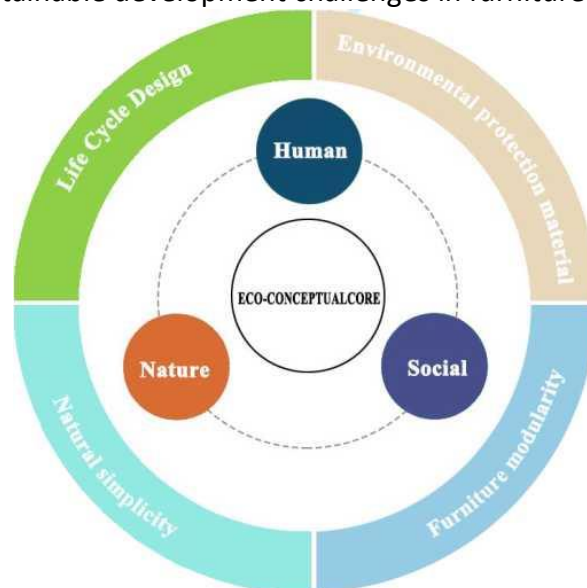 tainable development challenges in furniture
Life Cycle Design
Environmental protection material
Human
ECO-CONCEPTUALCORE
Nature
Social
Natural simplicity
Furniture modularity